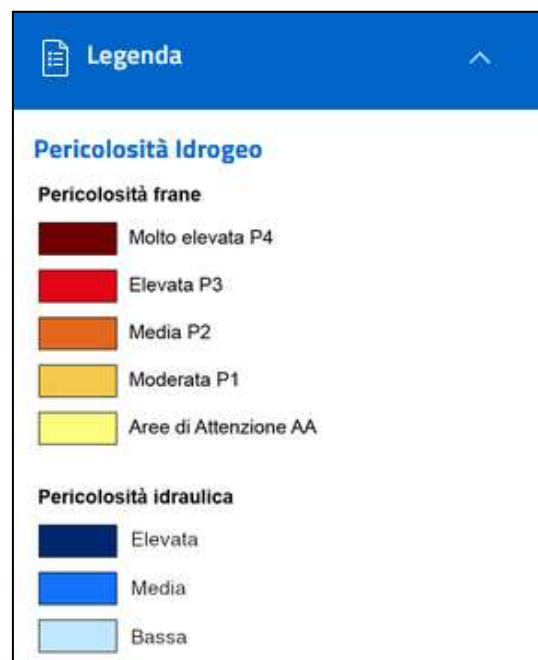 Legenda
Pericolosità Idrogeo
Pericolosità frane
Molto elevata P4
Elevata P3
Media P2
Moderata P1
Aree di Attenzione AA
Pericolosità idraulica
Elevata
Media
Bassa